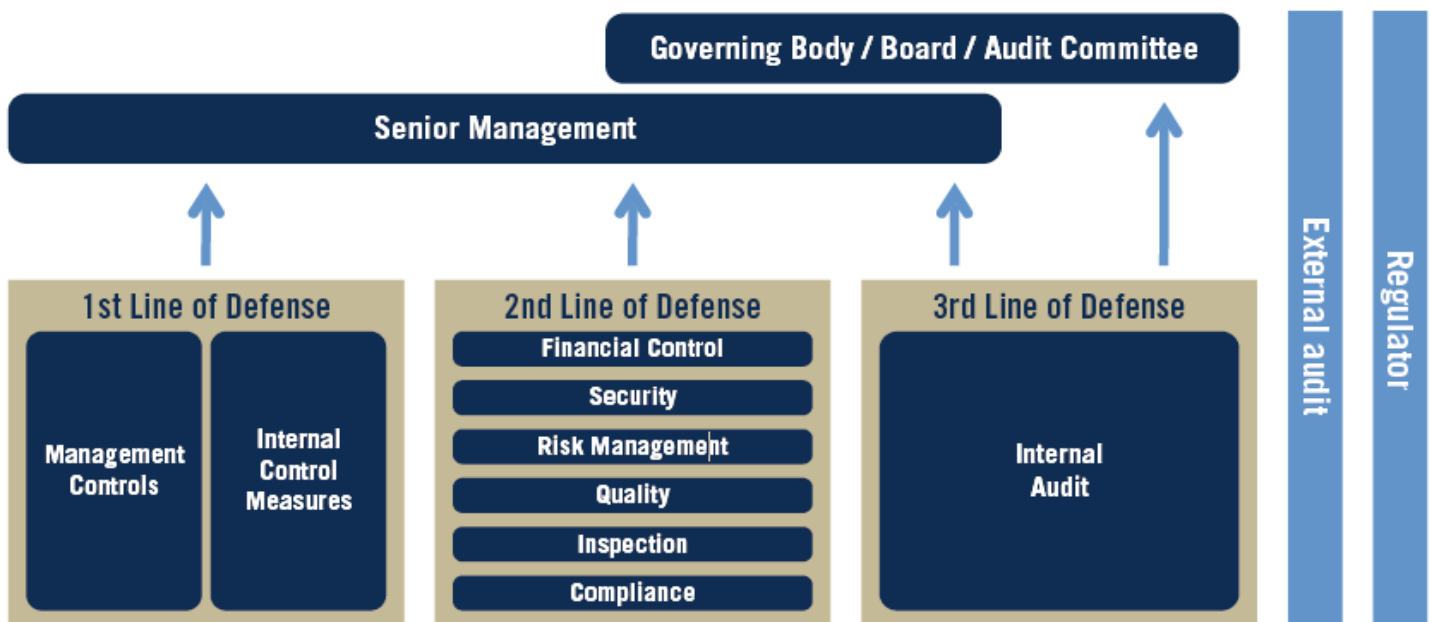 Governing Body / Board / Audit Committee
Senior Management
1st Line of Defense
Management
Controls
Internal
Control
Measures
2nd Line of Defense
Financial Control
Security
Risk Management
Quality
Inspection
Compliance
3rd Line of Defense
Internal
Audit
External audit
Regulator